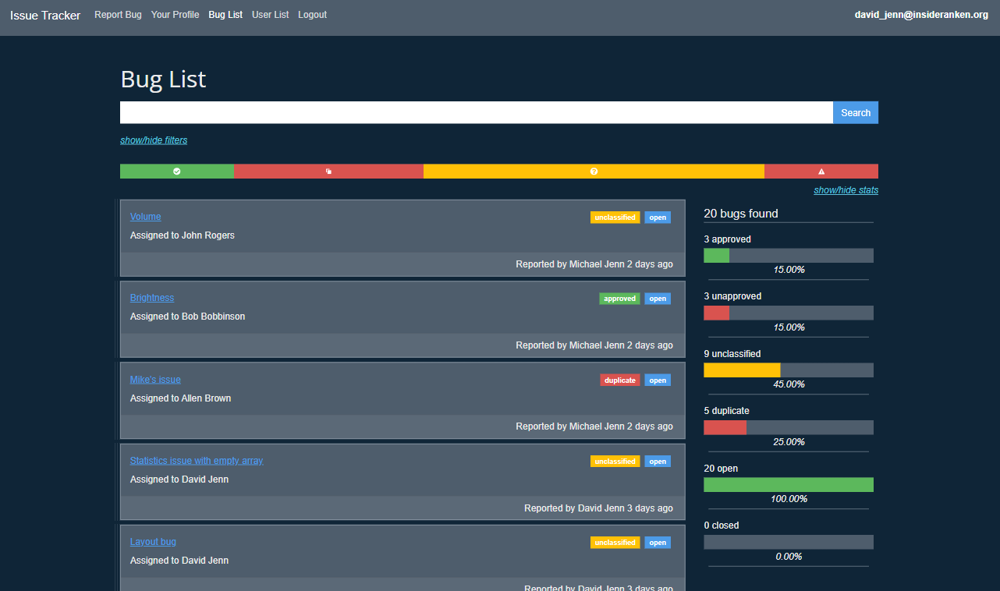 Issue Tracker Report Bug Your Profile Bug List User List Logout david_jenn@insideranken.org
Bug List
Search
show/hide filters
show/hide stats
Volume unclassified open
Assigned to John Rogers
Reported by Michael Jenn 2 days ago
Brightness approved open
Assigned to Bob Bobbinson
Reported by Michael Jenn 2 days ago
Mike's issue duplicate open
Assigned to Allen Brown
Reported by Michael Jenn 2 days ago
Statistics issue with empty array unclassified open
Assigned to David Jenn
Reported by David Jenn 3 days ago
Layout bug unclassified open
Assigned to David Jenn
Reported by David Jenn 3 days ago
20 bugs found
3 approved
15.00%
3 unapproved
15.00%
9 unclassified
45.00%
5 duplicate
25.00%
20 open
100.00%
0 closed
0.00%